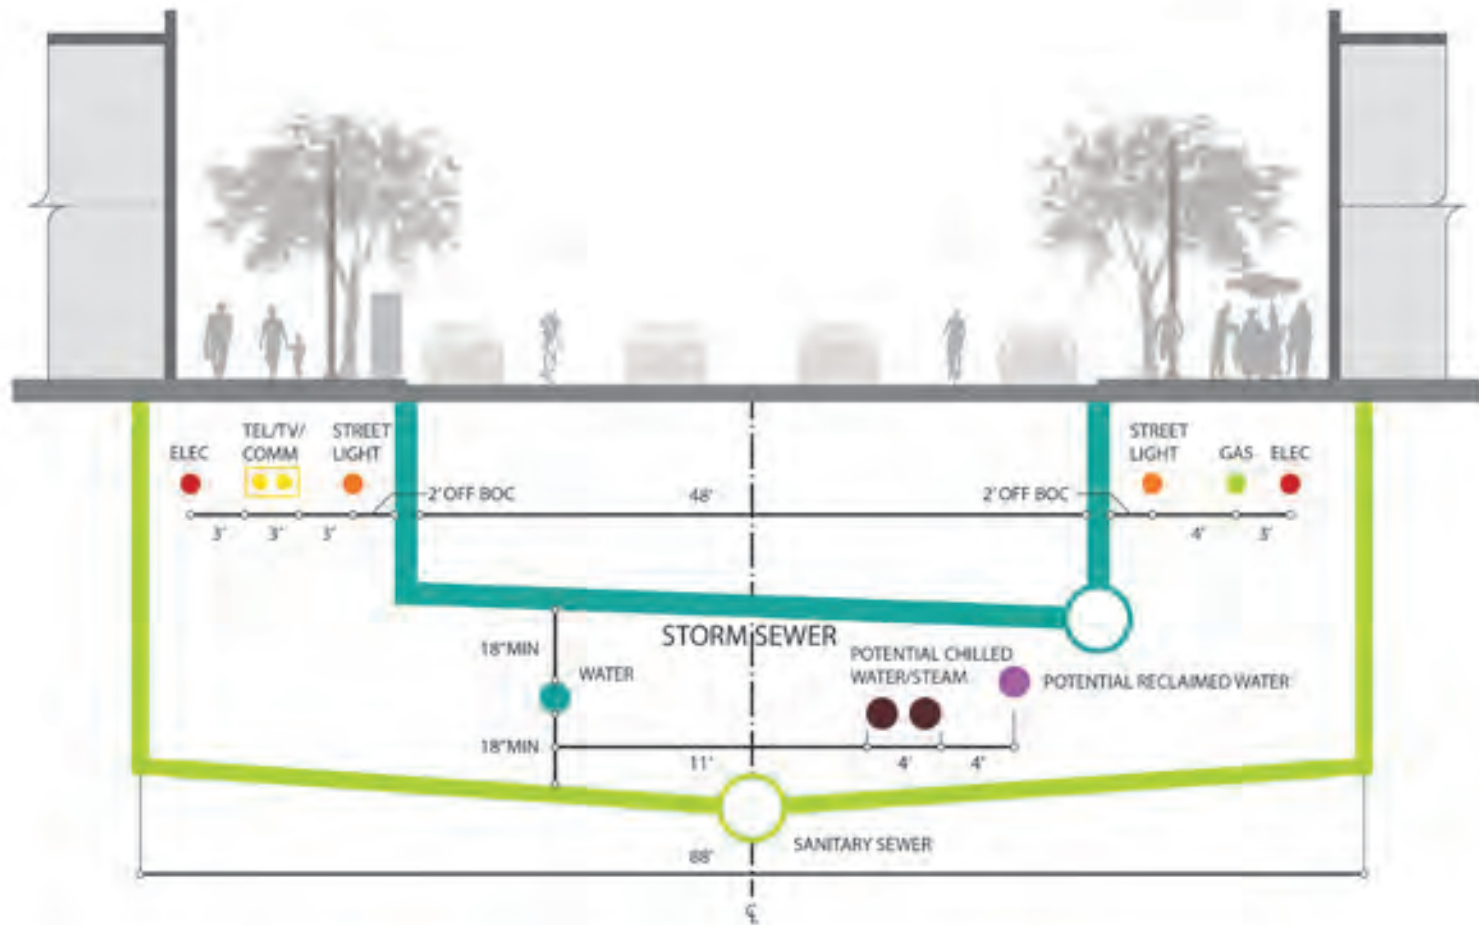 ELEC
TEL/TV/
COMM
STREET
LIGHT
STREET
LIGHT
GAS
ELEC
2' OFF BOC
48'
2' OFF BOC
3'
3'
3'
4'
3'
STORM SEWER
18"MIN
WATER
POTENTIAL CHILLED
WATER/STEAM
POTENTIAL RECLAIMED WATER
18"MIN
11'
4'
4'
SANITARY SEWER
88'
℄